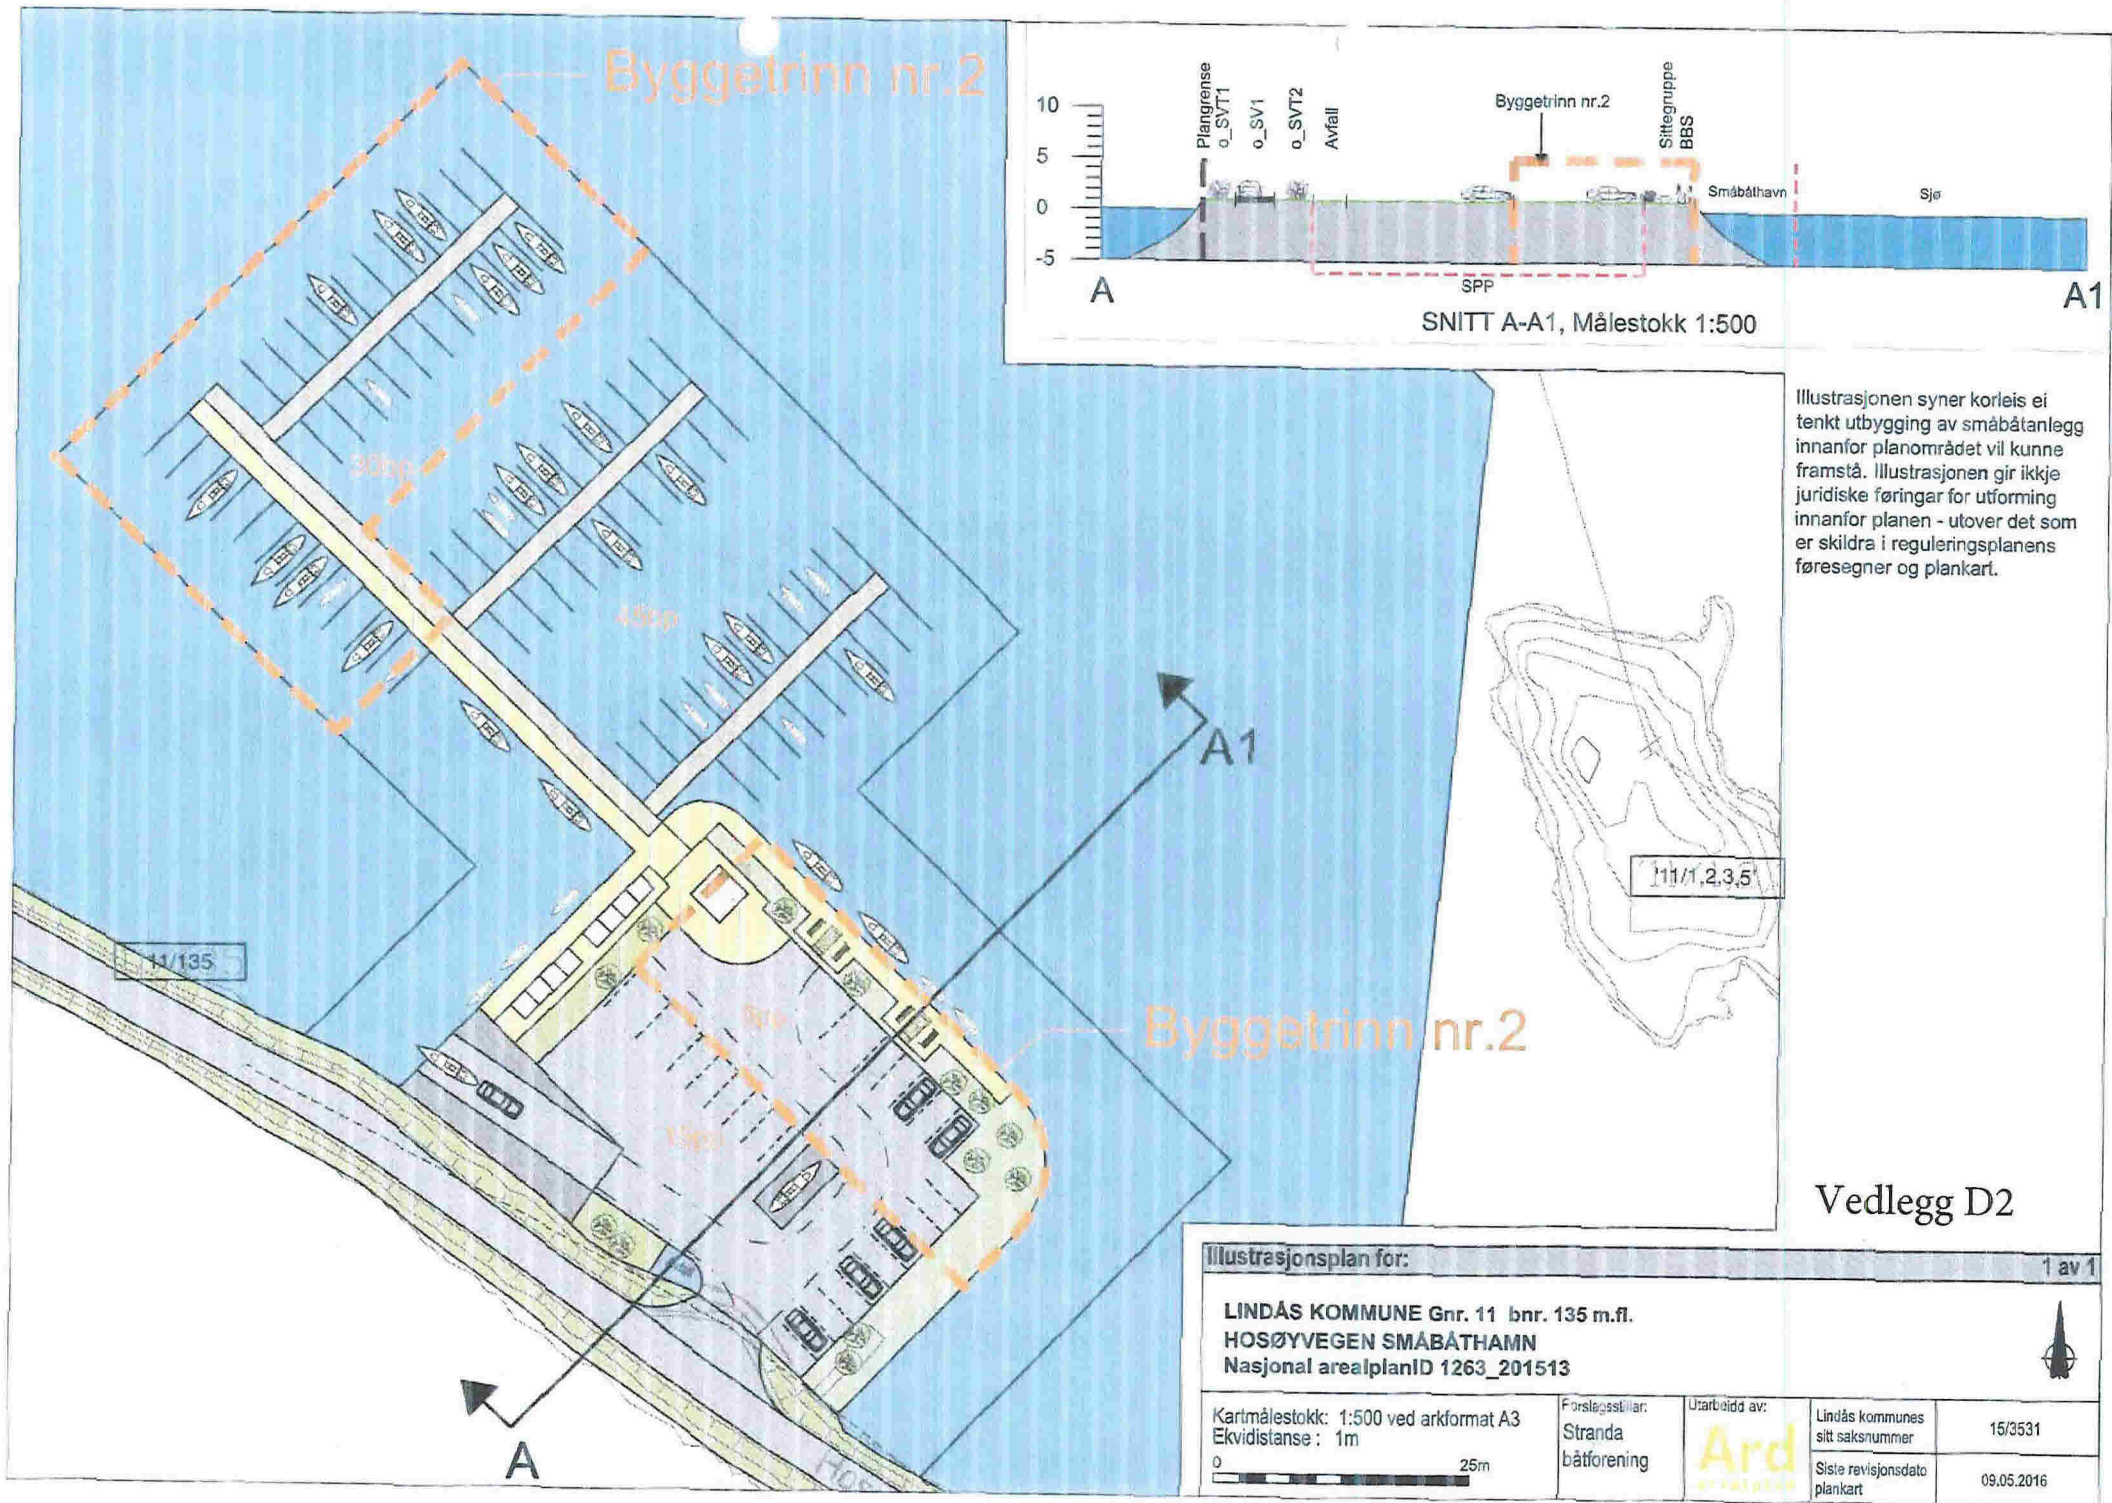 Byggetrinn nr.2
10
5
0
-5
Plangrense
o_SVT1
o_SV1
o_SVT2
Avfall
Byggetrinn nr.2
Sittegruppe
BBS
Småbåthavn
Sjø
SPP
A
A1
SNITT A-A1, Målestokk 1:500
Illustrasjonen syner korleis ei
tenkt utbygging av småbåtanlegg
innanfor planområdet vil kunne
framstå. Illustrasjonen gir ikkje
juridiske føringar for utforming
innanfor planen - utover det som
er skildra i reguleringsplanens
føresegner og plankart.
30bp
45bp
A1
11/1,2,3,5
11/135
Byggetrinn nr.2
A
Vedlegg D2
Illustrasjonsplan for:
1 av 1
LINDÅS KOMMUNE Gnr. 11 bnr. 135 m.fl.
HOSØYVEGEN SMÅBÅTHAMN
Nasjonal arealplanID 1263_201513
Kartmålestokk: 1:500 ved arkformat A3
Ekvidistanse : 1m
0 25m
Forslagsstillar:
Stranda
båtforening
Utarbeidd av:
Ard
arealplan
Lindås kommunes
sitt saksnummer
15/3531
Siste revisjonsdato
plankart
09.05.2016